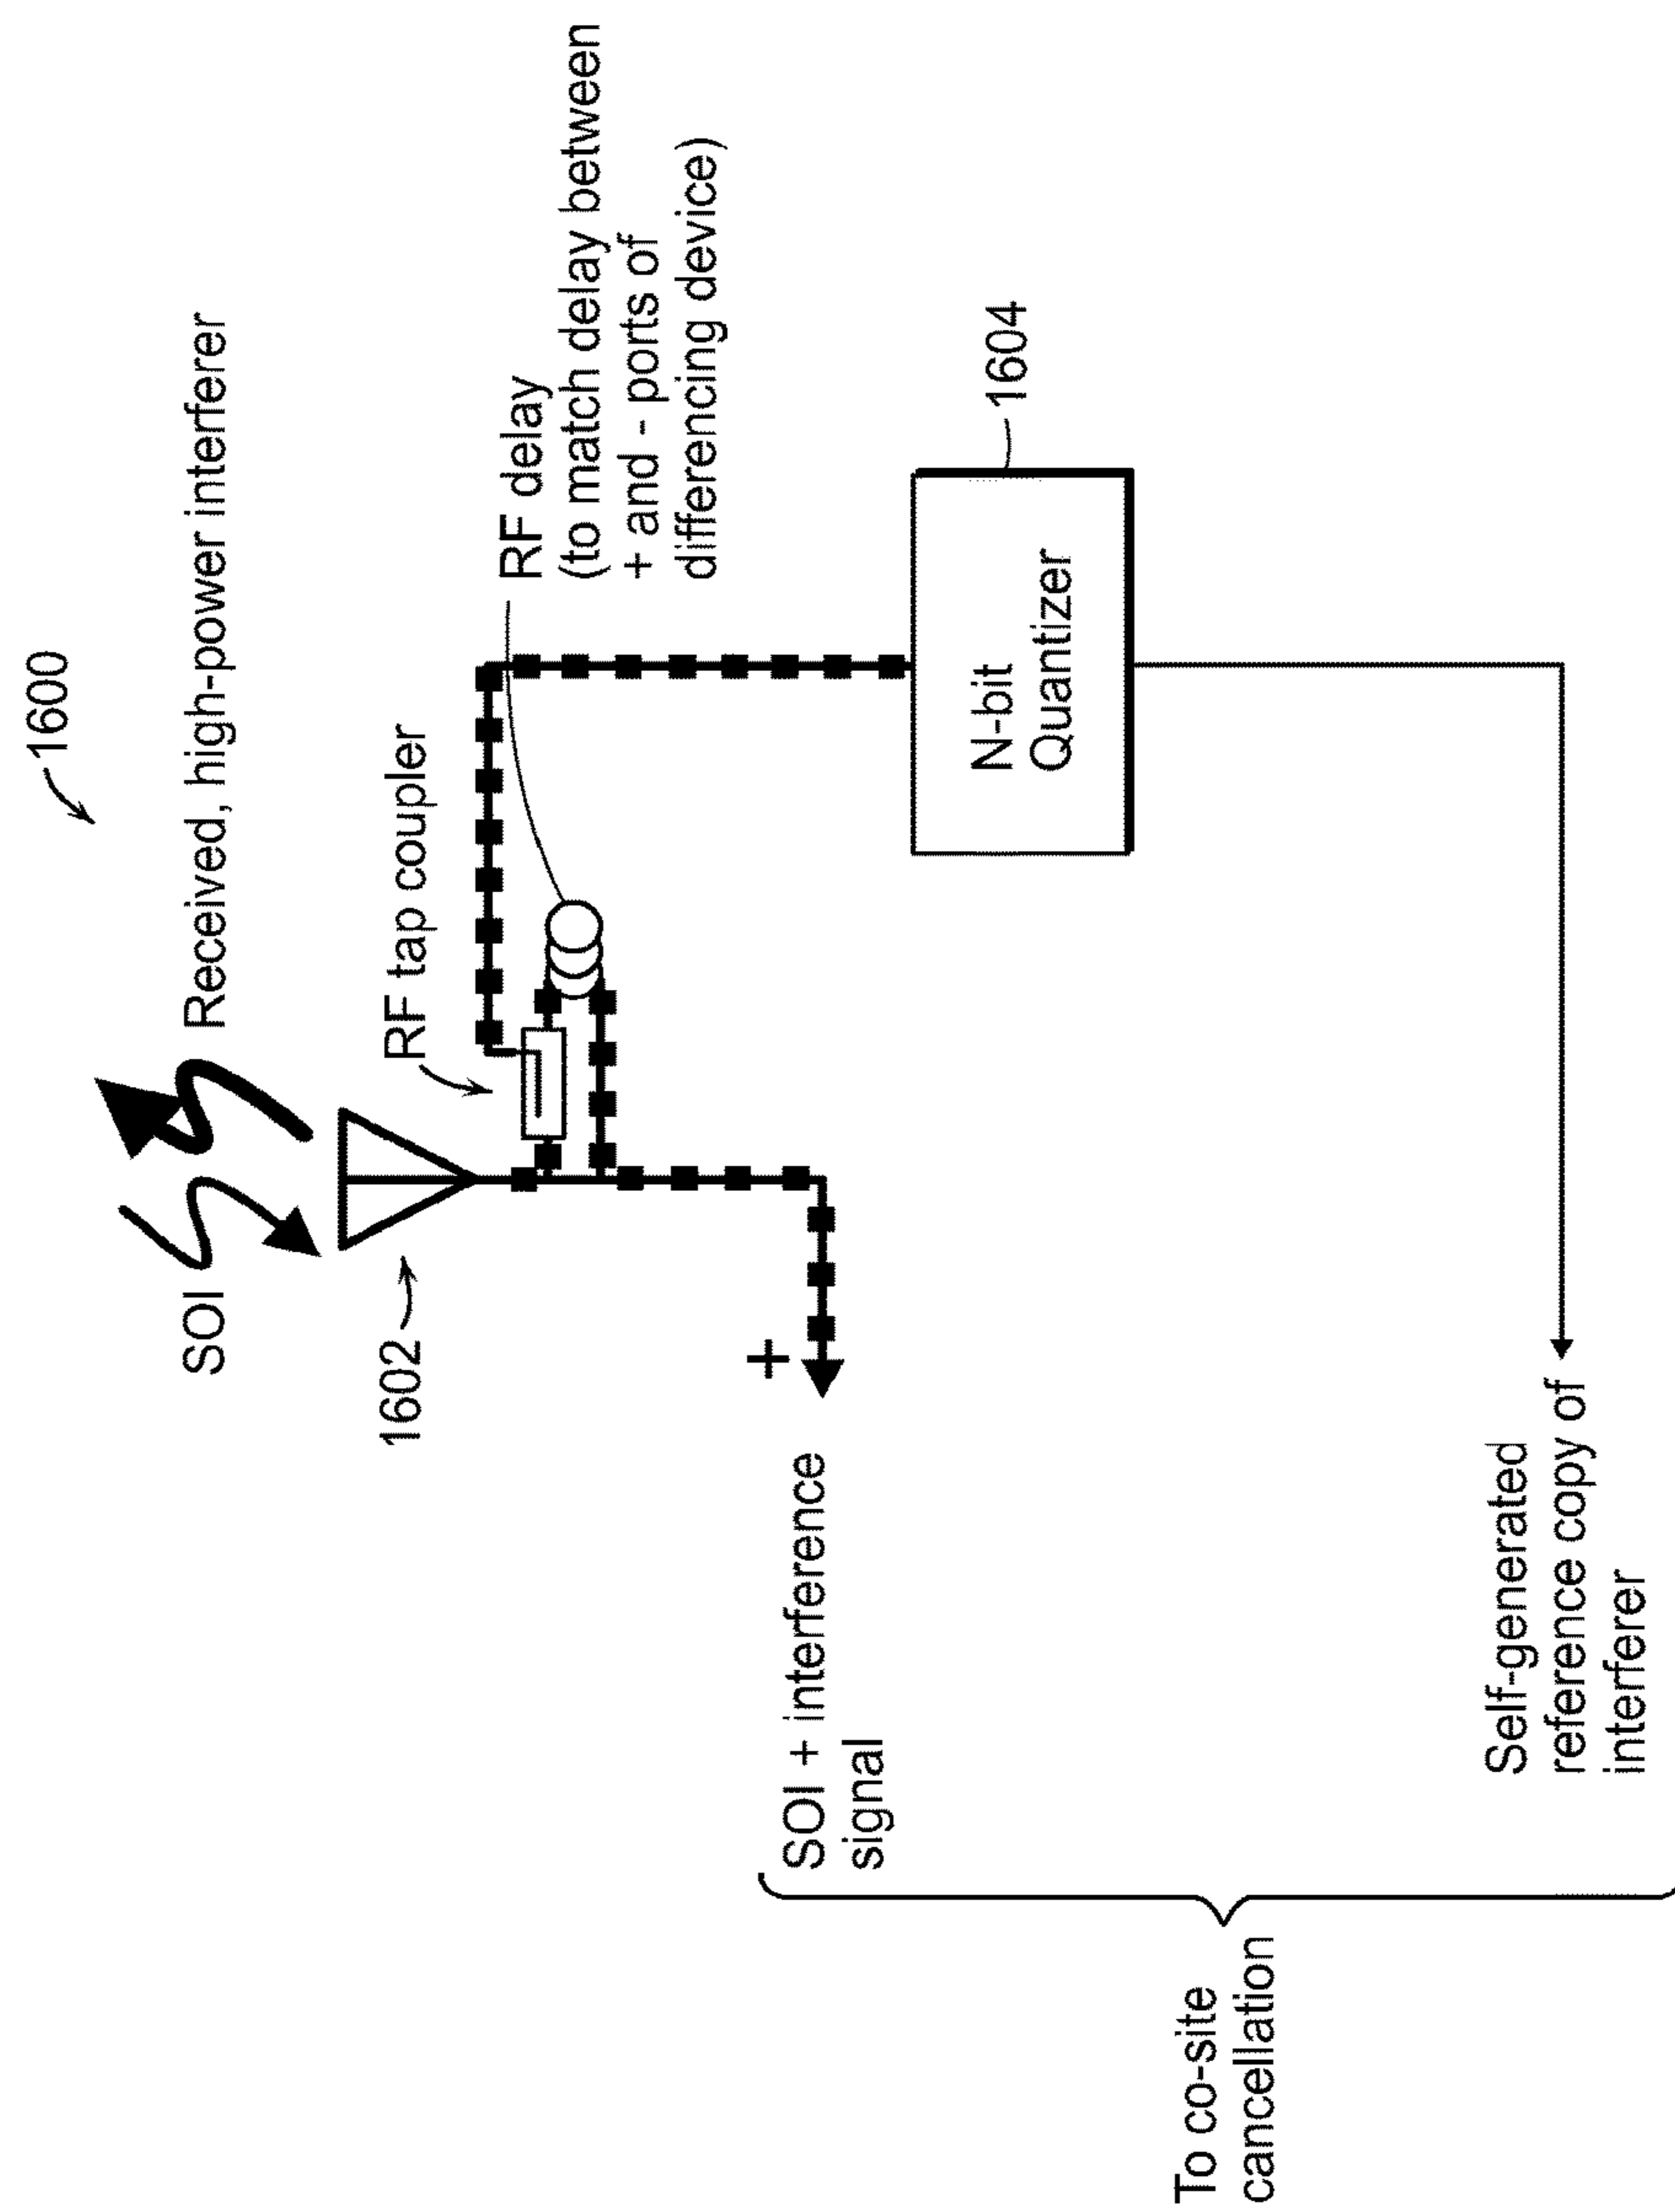 1600
Received, high-power interferer
SOI
1602
RF tap coupler
RF delay
(to match delay between
+ and - ports of
differencing device)
+
SOI + interference
signal
N-bit
Quantizer
1604
To co-site
cancellation
Self-generated
reference copy of
interferer